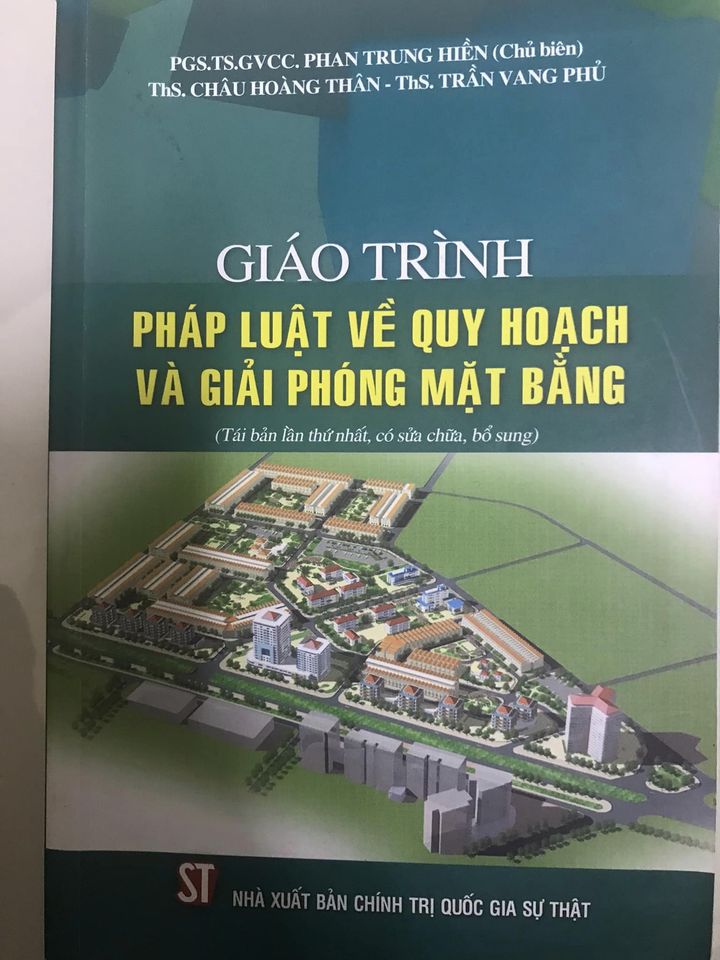 PGS.TS.GVCC. PHAN TRUNG HIỀN (Chủ biên)
ThS. CHÂU HOÀNG THÂN - ThS. TRẦN VANG PHỦ
GIÁO TRÌNH
PHÁP LUẬT VỀ QUY HOẠCH
VÀ GIẢI PHÓNG MẶT BẰNG
(Tái bản lần thứ nhất, có sửa chữa, bổ sung)
ST
NHÀ XUẤT BẢN CHÍNH TRỊ QUỐC GIA SỰ THẬT